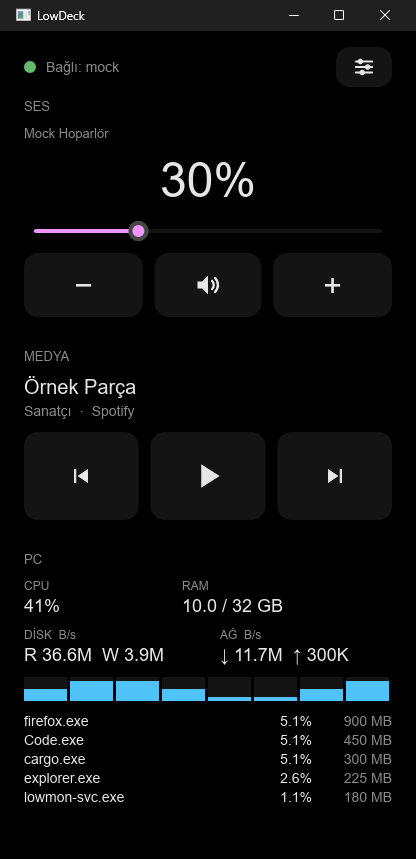 LowDeck
Bağlı: mock
SES
Mock Hoparlör
30%
MEDYA
Örnek Parça
Sanatçı · Spotify
PC
CPU RAM
41% 10.0 / 32 GB
DİSK B/s AĞ B/s
R 36.6M W 3.9M ↓ 11.7M ↑ 300K
firefox.exe 5.1% 900 MB
Code.exe 5.1% 450 MB
cargo.exe 5.1% 300 MB
explorer.exe 2.6% 225 MB
lowmon-svc.exe 1.1% 180 MB